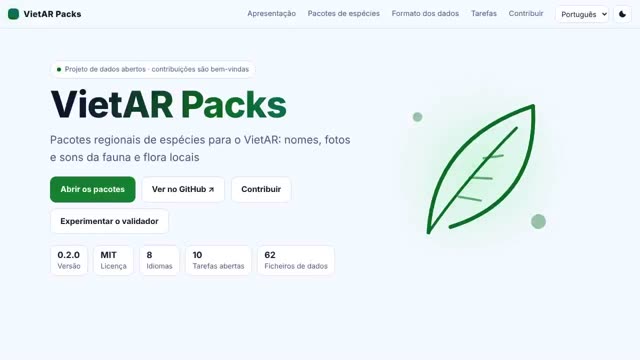 VietAR Packs
Apresentação
Pacotes de espécies
Formato dos dados
Tarefas
Contribuir
Português
Projeto de dados abertos · contribuições são bem-vindas
VietAR Packs
Pacotes regionais de espécies para o VietAR: nomes, fotos
e sons da fauna e flora locais
Abrir os pacotes
Ver no GitHub ↗
Contribuir
Experimentar o validador
0.2.0
Versão
MIT
Licença
8
Idiomas
10
Tarefas abertas
62
Ficheiros de dados